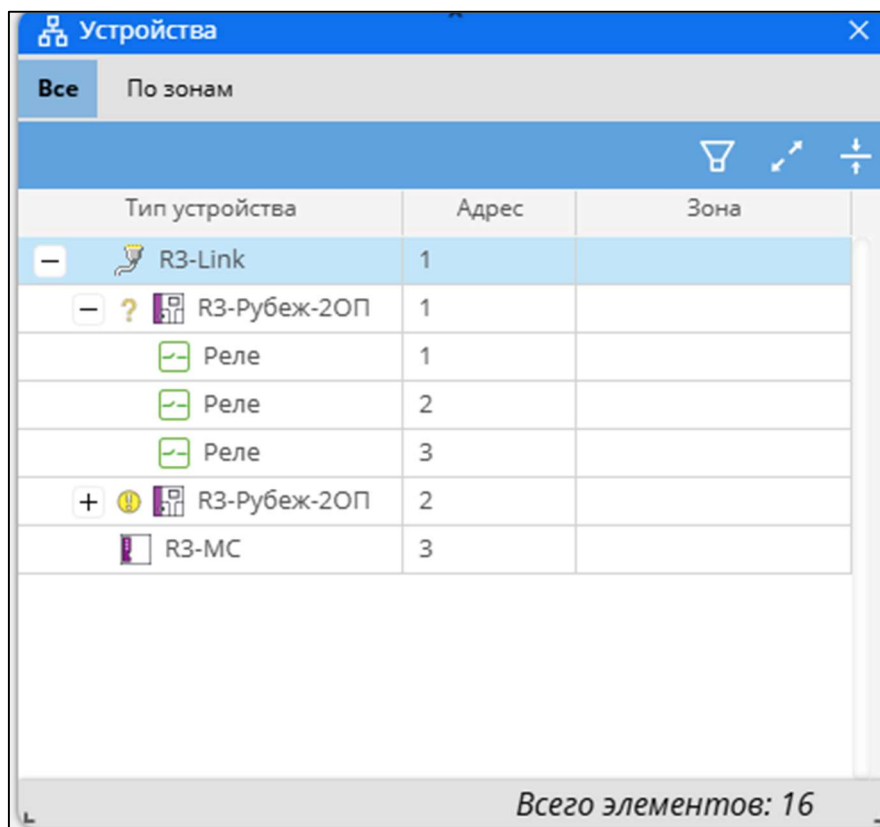 Устройства
Все По зонам
Тип устройства Адрес Зона
R3-Link 1
? R3-Рубеж-2ОП 1
Реле 1
Реле 2
Реле 3
R3-Рубеж-2ОП 2
R3-МС 3
Всего элементов: 16